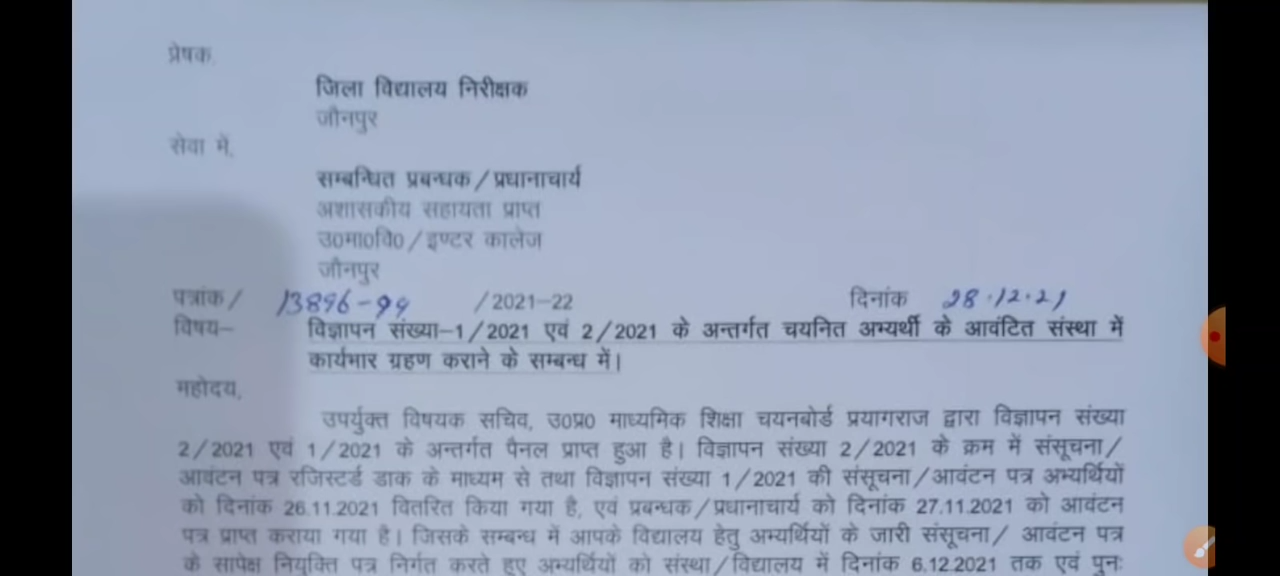 प्रेषक
जिला विद्यालय निरीक्षक
जौनपुर
सेवा में,
सम्बन्धित प्रबन्धक/प्रधानाचार्य
अशासकीय सहायता प्राप्त
उ0मा0वि0/इण्टर कालेज
जौनपुर
पत्रांक/ 13896-99 /2021-22 दिनांक 28.12.21
विषय- विज्ञापन संख्या-1/2021 एवं 2/2021 के अन्तर्गत चयनित अभ्यर्थी के आवंटित संस्था में
कार्यभार ग्रहण कराने के सम्बन्ध में।
महोदय,
उपर्युक्त विषयक सचिव, उ0प्र0 माध्यमिक शिक्षा चयनबोर्ड प्रयागराज द्वारा विज्ञापन संख्या
2/2021 एवं 1/2021 के अन्तर्गत पैनल प्राप्त हुआ है। विज्ञापन संख्या 2/2021 के क्रम में संसूचना/
आवंटन पत्र रजिस्टर्ड डाक के माध्यम से तथा विज्ञापन संख्या 1/2021 की संसूचना/आवंटन पत्र अभ्यर्थियों
को दिनांक 26.11.2021 वितरित किया गया है, एवं प्रबन्धक/प्रधानाचार्य को दिनांक 27.11.2021 को आवंटन
पत्र प्राप्त कराया गया है। जिसके सम्बन्ध में आपके विद्यालय हेतु अभ्यर्थियों के जारी संसूचना/ आवंटन पत्र
के सापेक्ष नियुक्ति पत्र निर्गत करते हुए अभ्यर्थियों को संस्था/विद्यालय में दिनांक 6.12.2021 तक एवं पुनः